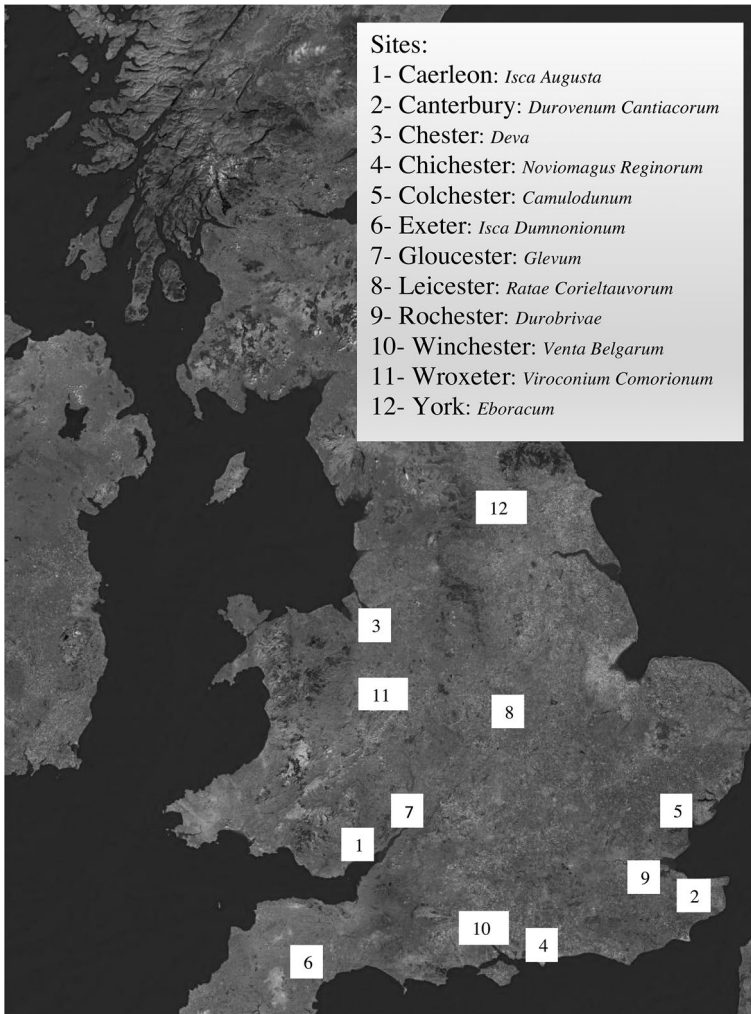 Sites:
1- Caerleon: Isca Augusta
2- Canterbury: Durovenum Cantiacorum
3- Chester: Deva
4- Chichester: Noviomagus Reginorum
5- Colchester: Camulodunum
6- Exeter: Isca Dumnonionum
7- Gloucester: Glevum
8- Leicester: Ratae Corieltauvorum
9- Rochester: Durobrivae
10- Winchester: Venta Belgarum
11- Wroxeter: Viroconium Comorionum
12- York: Eboracum
12
3
11
8
7
5
1
9
2
10
4
6